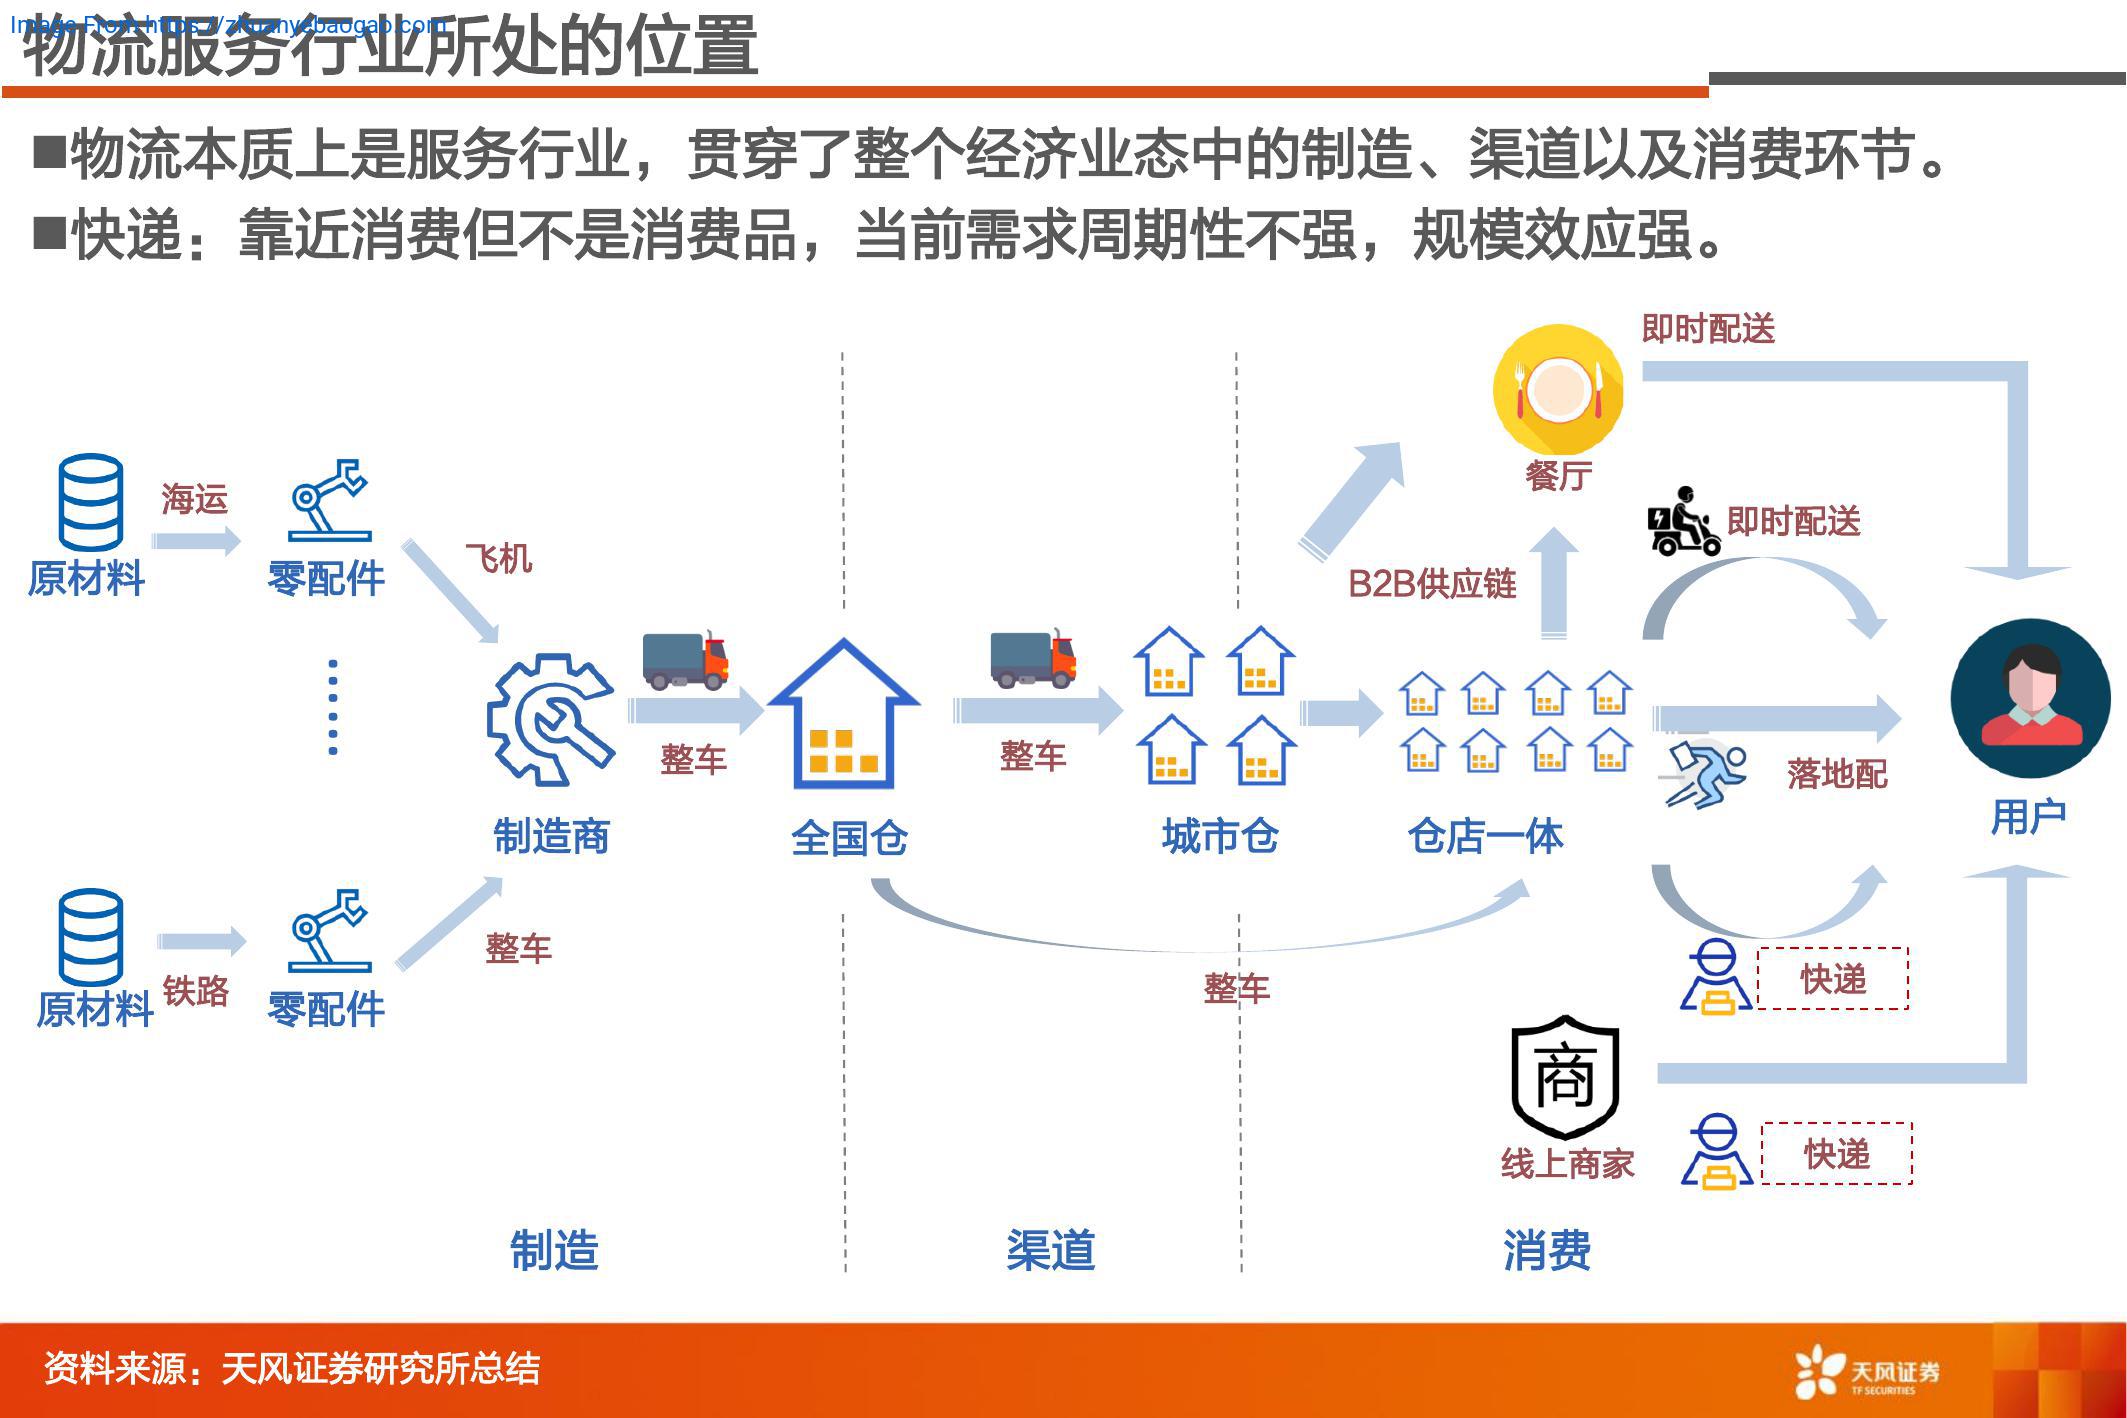 Image From https://zhuanyebaogao.com
物流服务行业所处的位置
■物流本质上是服务行业，贯穿了整个经济业态中的制造、渠道以及消费环节。
■快递：靠近消费但不是消费品，当前需求周期性不强，规模效应强。
即时配送
餐厅
海运
原材料
零配件
飞机
B2B供应链
即时配送
整车
整车
落地配
制造商
全国仓
城市仓
仓店一体
用户
原材料
铁路
零配件
整车
整车
快递
商
线上商家
快递
制造
渠道
消费
资料来源：天风证券研究所总结
天风证券
TF SECURITIES